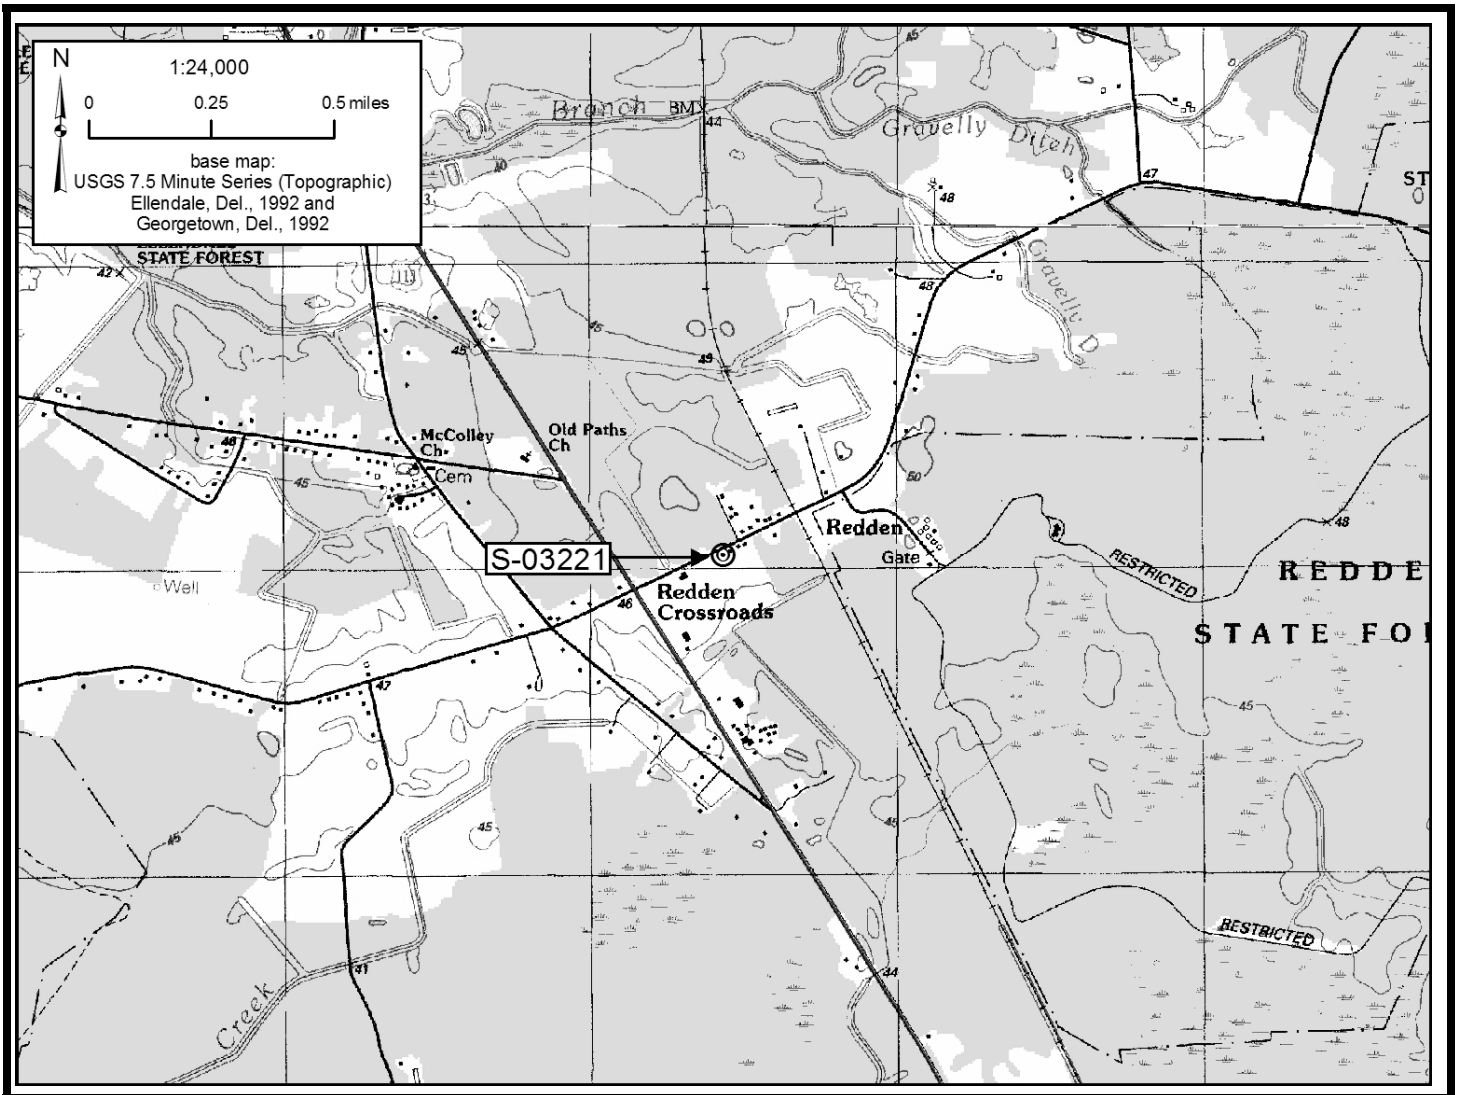 N
1:24,000
0 0.25 0.5 miles
base map:
USGS 7.5 Minute Series (Topographic)
Ellendale, Del., 1992 and
Georgetown, Del., 1992
STATE FOREST
Branch
BMX
44
45
Gravelly Ditch
47
ST
48
42
40
Gravelly D
48
45
45
49
McColley
Ch
Old Paths
Ch
46
Cem
45
50
48
Redden
Gate
S-03221
RESTRICTED
REDDE
Well
46
Redden
Crossroads
STATE FO
47
45
45
45
45
RESTRICTED
41
44
Creek